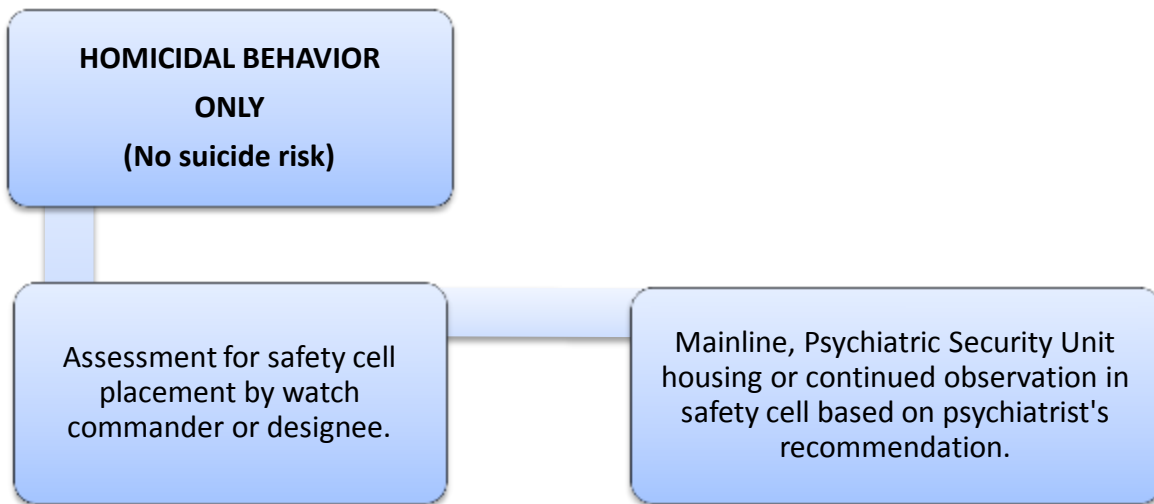 HOMICIDAL BEHAVIOR
ONLY
(No suicide risk)
Assessment for safety cell
placement by watch
commander or designee.
Mainline, Psychiatric Security Unit
housing or continued observation in
safety cell based on psychiatrist's
recommendation.